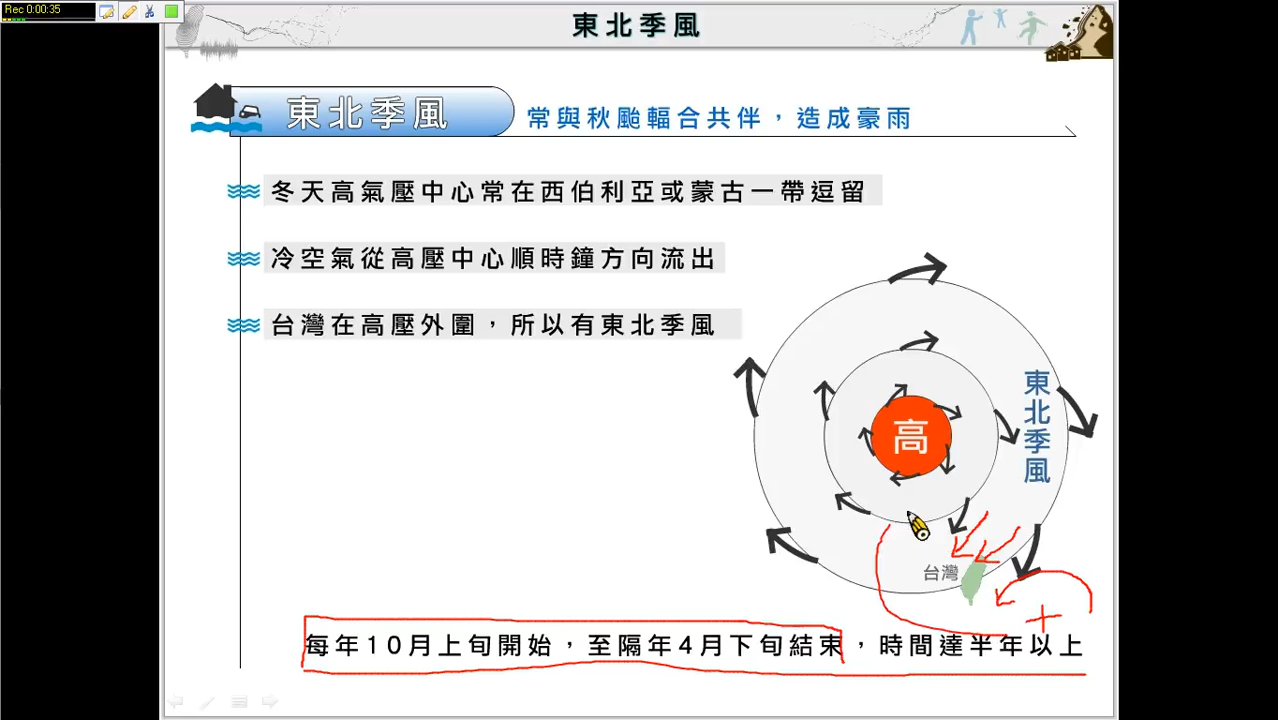 Rec 0:00:35
東北季風
東北季風
常與秋颱輻合共伴，造成豪雨
冬天高氣壓中心常在西伯利亞或蒙古一帶逗留
冷空氣從高壓中心順時鐘方向流出
台灣在高壓外圍，所以有東北季風
高
東北季風
台灣
每年10月上旬開始，至隔年4月下旬結束，時間達半年以上